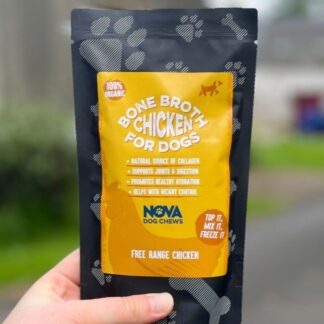 100%
ORGANIC
BONE BROTH
CHICKEN
FOR DOGS
• NATURAL SOURCE OF COLLAGEN
• SUPPORTS JOINTS & DIGESTION
• PROMOTES HEALTHY HYDRATION
• HELPS WITH WEIGHT CONTROL
NOVA
DOG CHEWS
TOP IT,
MIX IT,
FREEZE IT
FREE RANGE CHICKEN